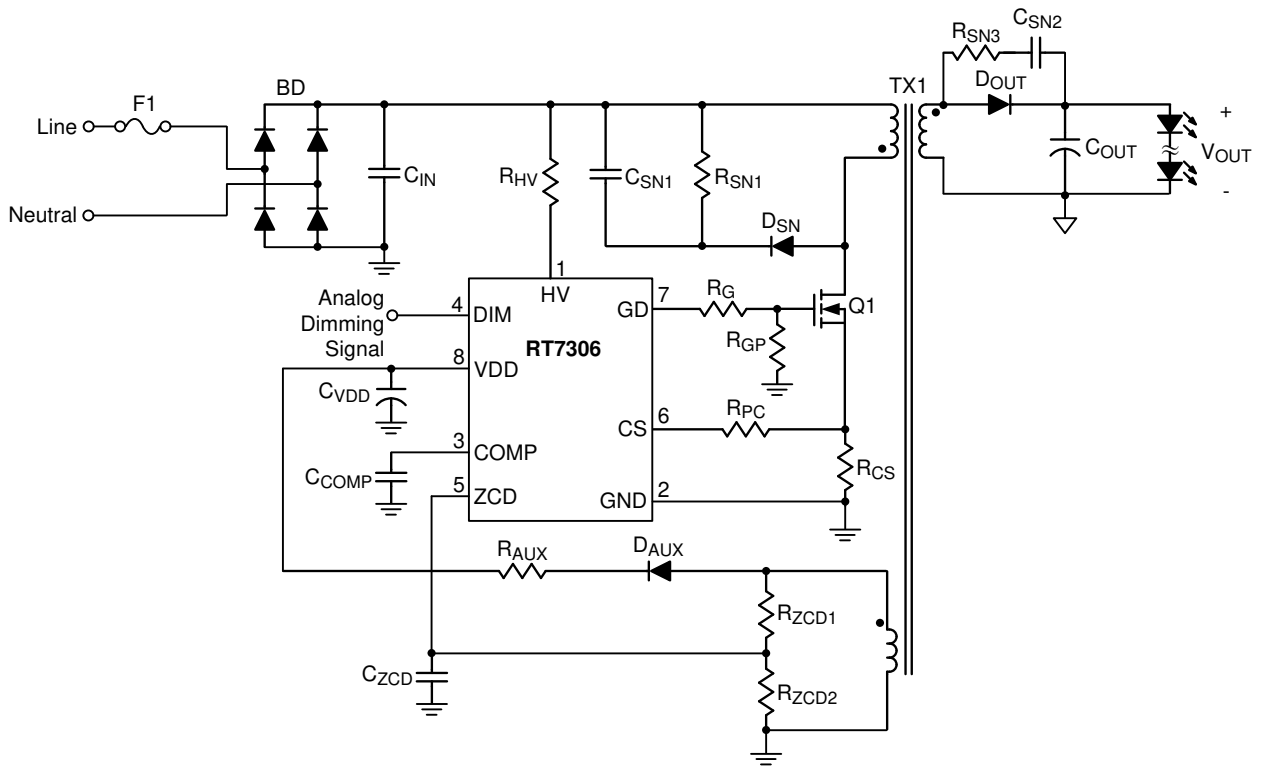 CSN2
RSN3
BD
TX1
DOUT
F1
+
Line
COUT
VOUT
CIN
RHV
CSN1
RSN1
Neutral
-
DSN
1
HV
Analog
Dimming
Signal
4
DIM
7
GD
RG
Q1
RGP
RT7306
8
VDD
CVDD
RPC
6
CS
3
COMP
CCOMP
RCS
5
ZCD
2
GND
RAUX
DAUX
RZCD1
CZCD
RZCD2